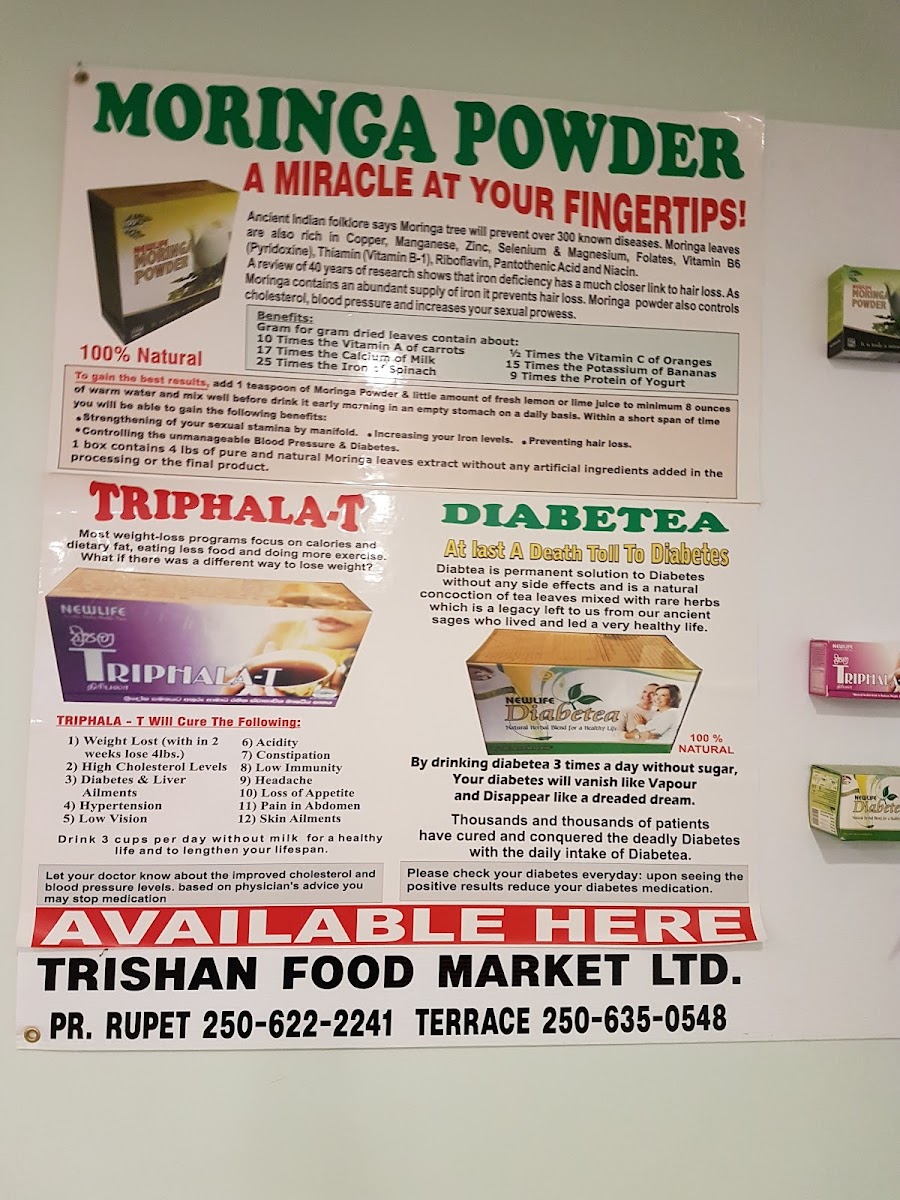 MORINGA POWDER
A MIRACLE AT YOUR FINGERTIPS!
Ancient Indian folklore says Moringa tree will prevent over 300 known diseases. Moringa leaves
are also rich in Copper, Manganese, Zinc, Selenium & Magnesium, Folates, Vitamin B6
(Pyridoxine), Thiamin (Vitamin B-1), Riboflavin, Pantothenic Acid and Niacin.
A review of 40 years of research shows that iron deficiency has a much closer link to hair loss. As
Moringa contains an abundant supply of iron it prevents hair loss. Moringa powder also controls
cholesterol, blood pressure and increases your sexual prowess.
NEWLIFE
MORINGA
POWDER
100% Natural
Benefits:
Gram for gram dried leaves contain about:
10 Times the Vitamin A of carrots
17 Times the Calcium of Milk
25 Times the Iron of Spinach
½ Times the Vitamin C of Oranges
15 Times the Potassium of Bananas
9 Times the Protein of Yogurt
To gain the best results, add 1 teaspoon of Moringa Powder & little amount of fresh lemon or lime juice to minimum 8 ounces
of warm water and mix well before drink it early morning in an empty stomach on a daily basis. Within a short span of time
you will be able to gain the following benefits:
•Strengthening of your sexual stamina by manifold. •Increasing your Iron levels. •Preventing hair loss.
•Controlling the unmanageable Blood Pressure & Diabetes.
1 box contains 4 lbs of pure and natural Moringa leaves extract without any artificial ingredients added in the
processing or the final product.
TRIPHALA-T
Most weight-loss programs focus on calories and
dietary fat, eating less food and doing more exercise.
What if there was a different way to lose weight?
NEWLIFE
ත්‍රිපලා
TRIPHALA-T
திரிபலா
TRIPHALA - T Will Cure The Following:
1) Weight Lost (with in 2
weeks lose 4lbs.)
2) High Cholesterol Levels
3) Diabetes & Liver
Ailments
4) Hypertension
5) Low Vision
6) Acidity
7) Constipation
8) Low Immunity
9) Headache
10) Loss of Appetite
11) Pain in Abdomen
12) Skin Ailments
Drink 3 cups per day without milk for a healthy
life and to lengthen your lifespan.
Let your doctor know about the improved cholesterol and
blood pressure levels. based on physician's advice you
may stop medication
DIABETEA
At last A Death Toll To Diabetes
Diabtea is permanent solution to Diabetes
without any side effects and is a natural
concoction of tea leaves mixed with rare herbs
which is a legacy left to us from our ancient
sages who lived and led a very healthy life.
NEWLIFE
Diabetea
Natural Herbal Blend for a Healthy Life
100 %
NATURAL
By drinking diabetea 3 times a day without sugar,
Your diabetes will vanish like Vapour
and Disappear like a dreaded dream.
Thousands and thousands of patients
have cured and conquered the deadly Diabetes
with the daily intake of Diabetea.
Please check your diabetes everyday: upon seeing the
positive results reduce your diabetes medication.
AVAILABLE HERE
TRISHAN FOOD MARKET LTD.
PR. RUPET 250-622-2241 TERRACE 250-635-0548
MORINGA
POWDER
NEWLIFE
ත්‍රිපලා
TRIPHALA
NEWLIFE
Diabete